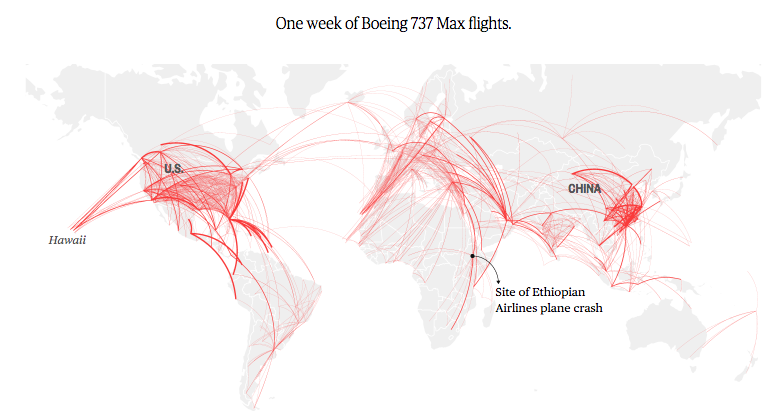 One week of Boeing 737 Max flights.
U.S.
CHINA
Hawaii
Site of Ethiopian
Airlines plane crash